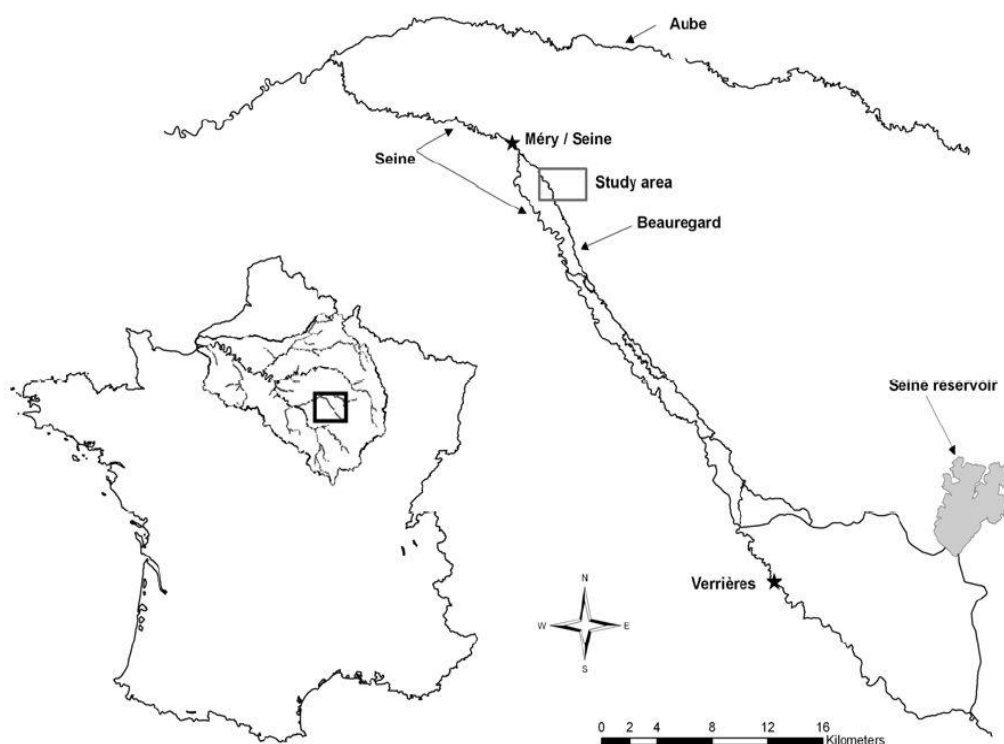 Aube
Méry / Seine
Seine
Study area
Beauregard
Seine reservoir
Verrières
N
W E
S
0 2 4 8 12 16
Kilometers